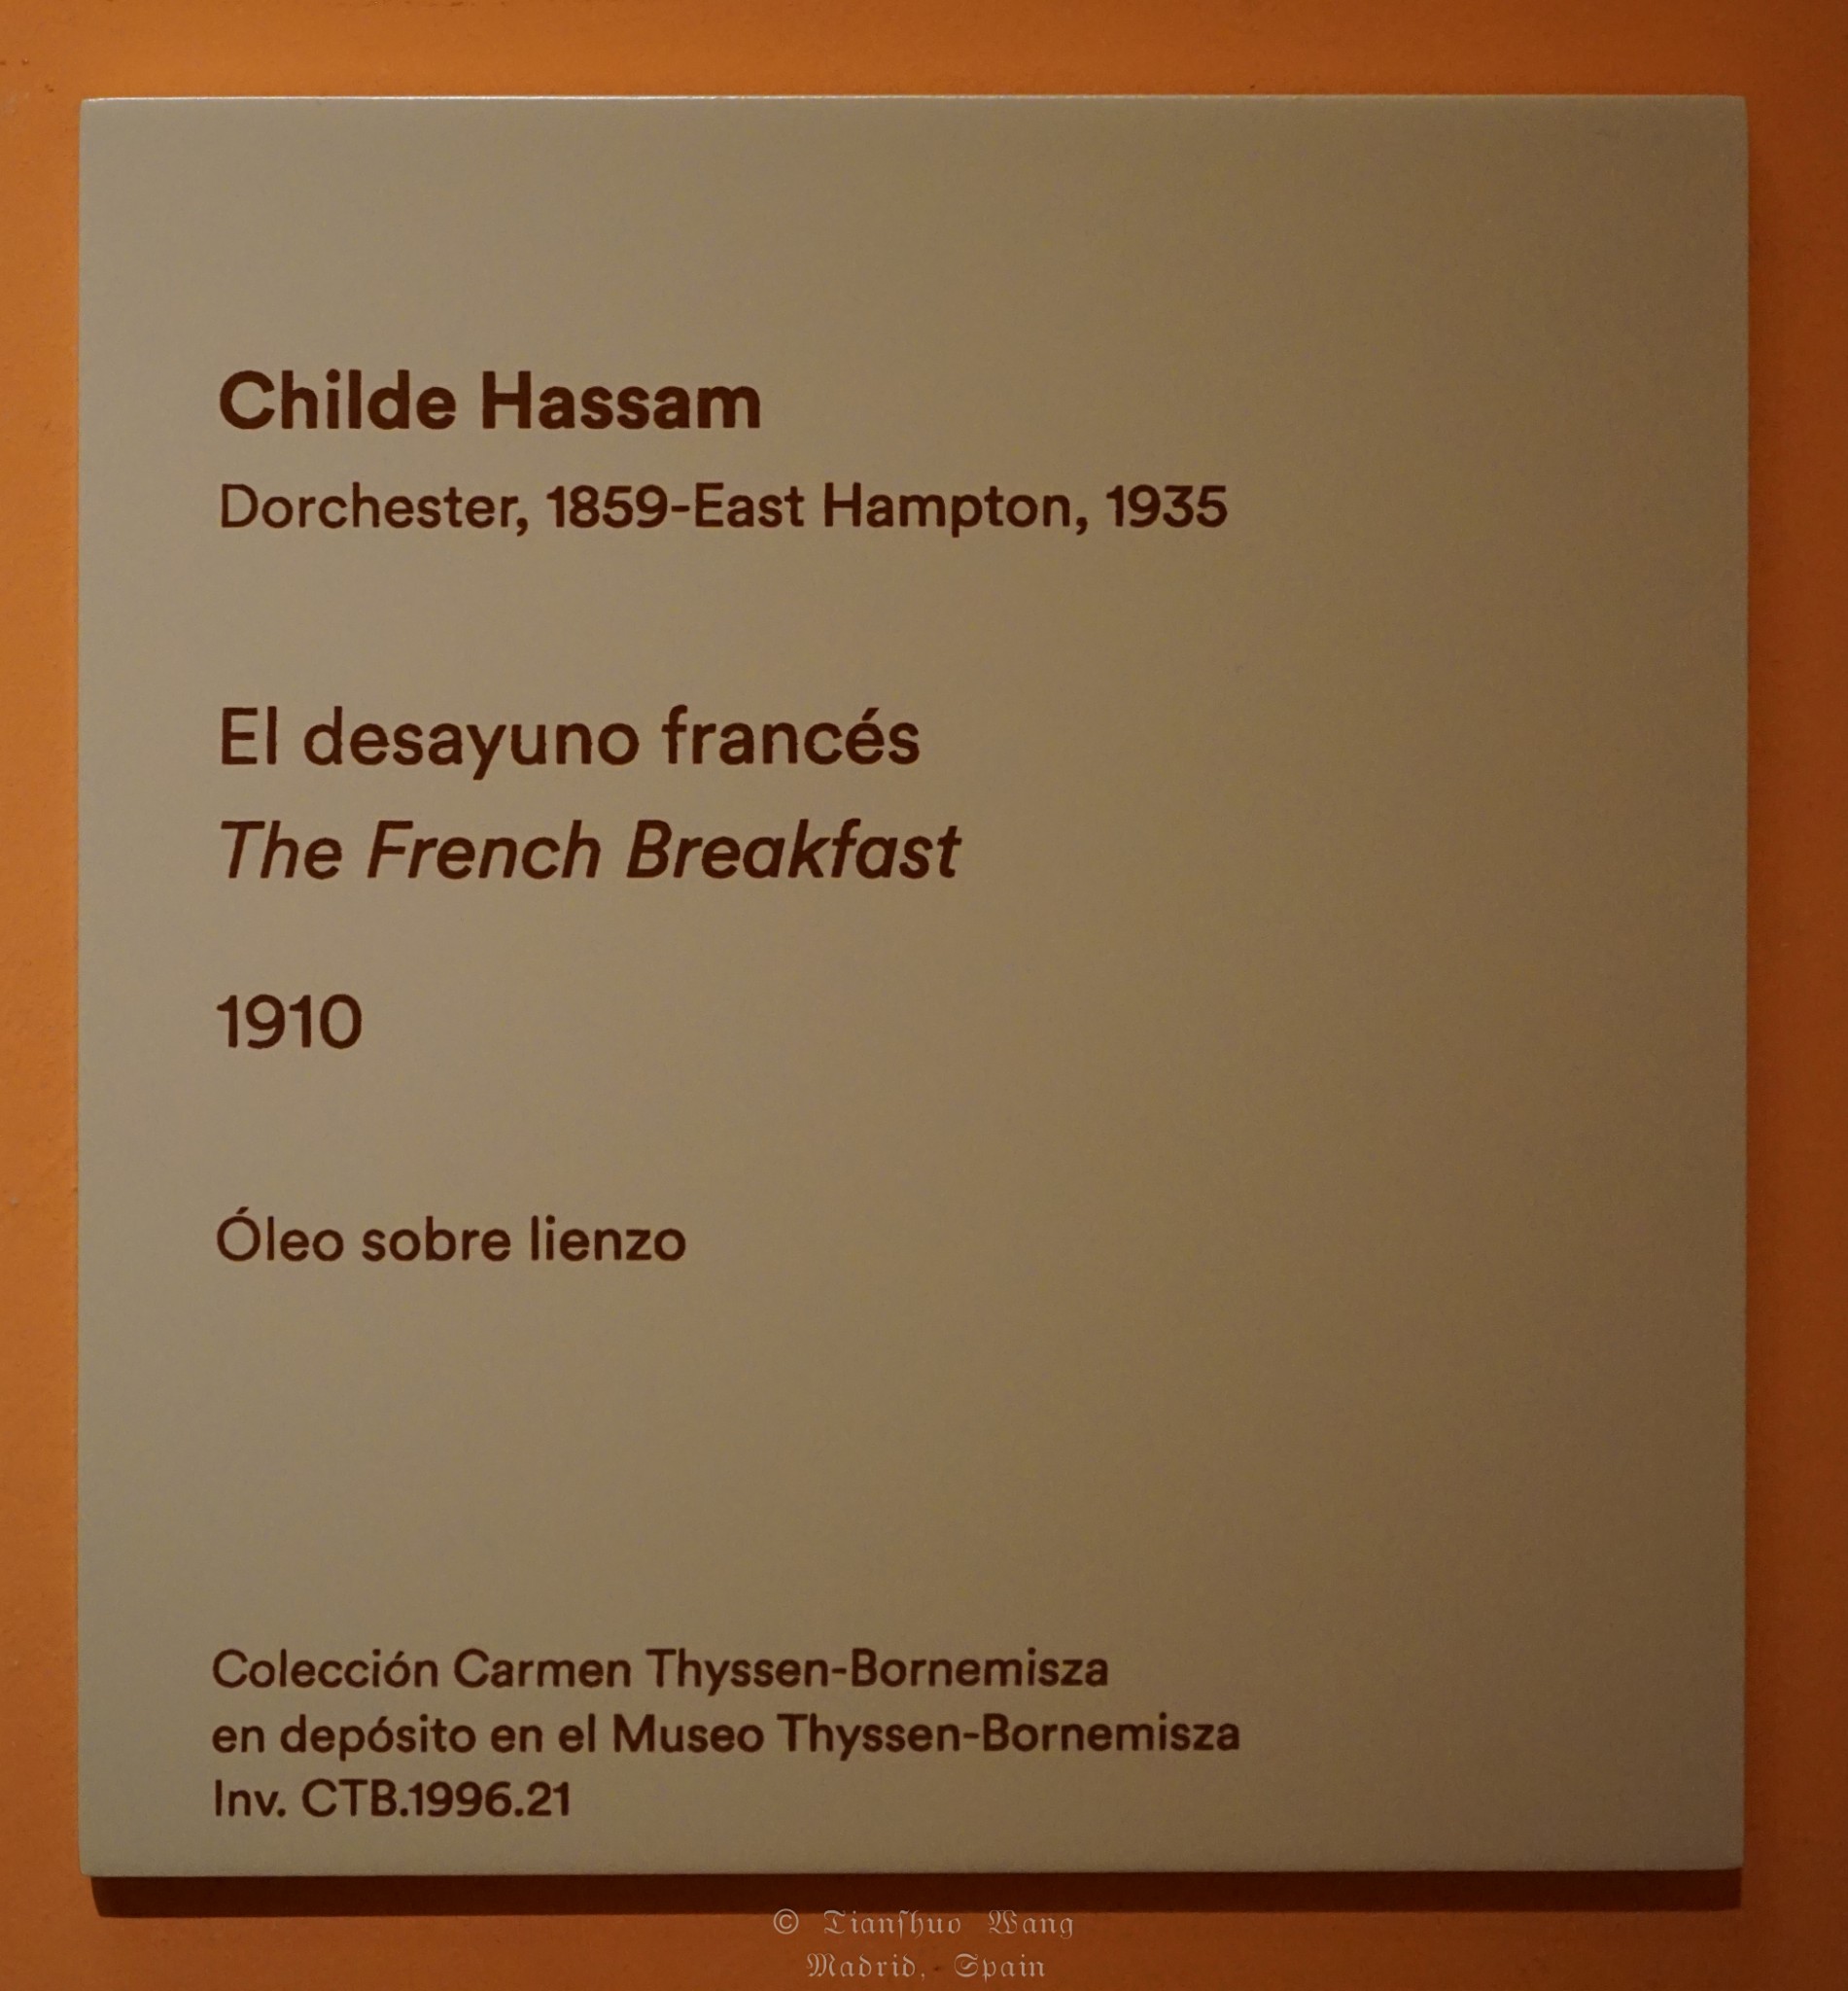 Childe Hassam
Dorchester, 1859-East Hampton, 1935
El desayuno francés
The French Breakfast
1910
Óleo sobre lienzo
Colección Carmen Thyssen-Bornemisza
en depósito en el Museo Thyssen-Bornemisza
Inv. CTB.1996.21
© Tianſhuo Wang
Madrid, Spain